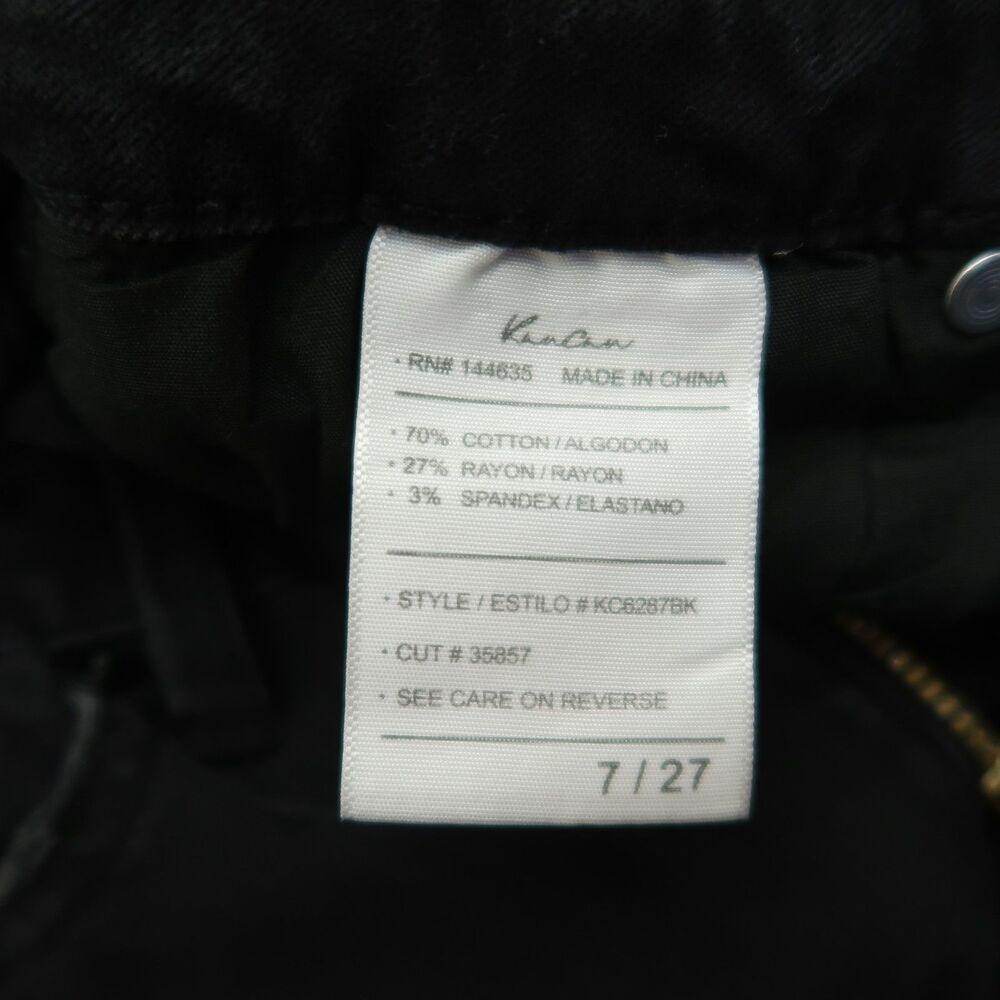 KanCan
· RN# 144635 MADE IN CHINA
· 70% COTTON / ALGODON
· 27% RAYON / RAYON
· 3% SPANDEX / ELASTANO
· STYLE / ESTILO # KC6287BK
· CUT # 35857
· SEE CARE ON REVERSE
7 / 27